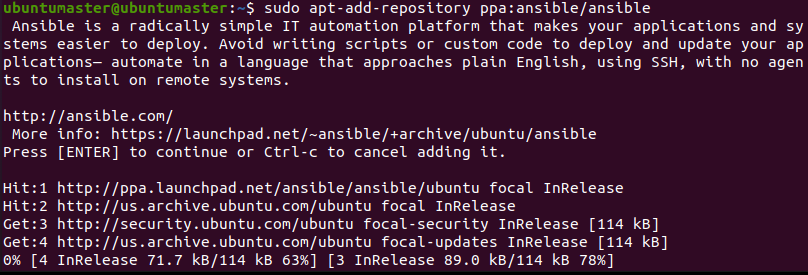 ubuntumaster@ubuntumaster:~$ sudo apt-add-repository ppa:ansible/ansible
 Ansible is a radically simple IT automation platform that makes your applications and sy
stems easier to deploy. Avoid writing scripts or custom code to deploy and update your ap
plications— automate in a language that approaches plain English, using SSH, with no agen
ts to install on remote systems.

http://ansible.com/
 More info: https://launchpad.net/~ansible/+archive/ubuntu/ansible
Press [ENTER] to continue or Ctrl-c to cancel adding it.

Hit:1 http://ppa.launchpad.net/ansible/ansible/ubuntu focal InRelease
Hit:2 http://us.archive.ubuntu.com/ubuntu focal InRelease
Get:3 http://security.ubuntu.com/ubuntu focal-security InRelease [114 kB]
Get:4 http://us.archive.ubuntu.com/ubuntu focal-updates InRelease [114 kB]
0% [4 InRelease 71.7 kB/114 kB 63%] [3 InRelease 89.0 kB/114 kB 78%]